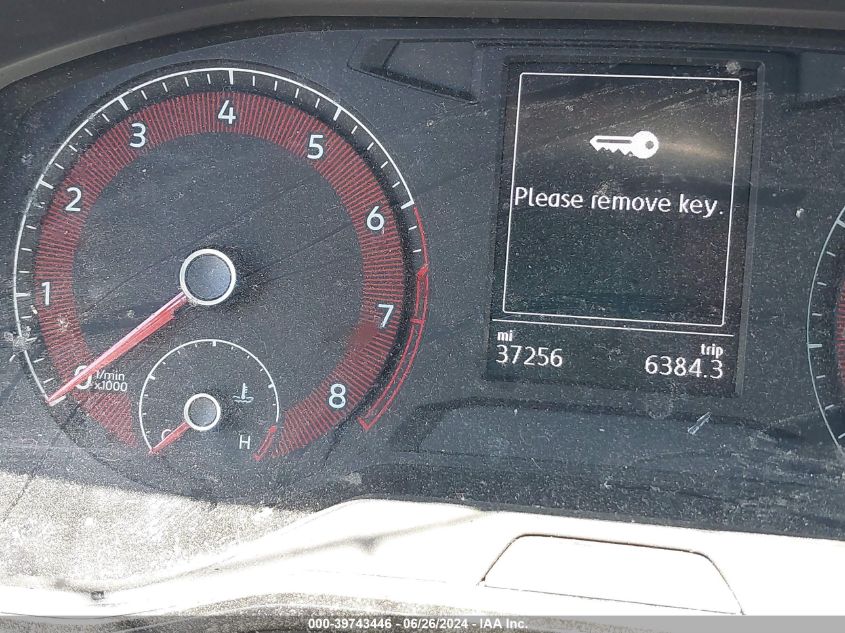 4
3
5
2
6
1
7
0
1/min
x1000
8
C
H
Please remove key.
mi
37256
trip
6384.3
000-39743446 - 06/26/2024 - IAA Inc.